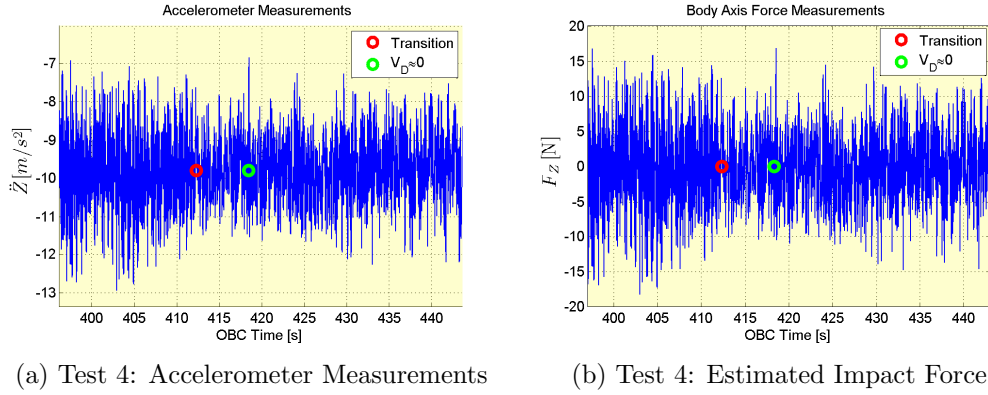 Accelerometer Measurements
Transition
V_D≈0
-7
-8
-9
-10
-11
-12
-13
Z̈[m/s²]
400 405 410 415 420 425 430 435 440
OBC Time [s]
(a) Test 4: Accelerometer Measurements
Body Axis Force Measurements
Transition
V_D≈0
20
15
10
5
0
-5
-10
-15
-20
F_Z [N]
400 405 410 415 420 425 430 435 440
OBC Time [s]
(b) Test 4: Estimated Impact Force